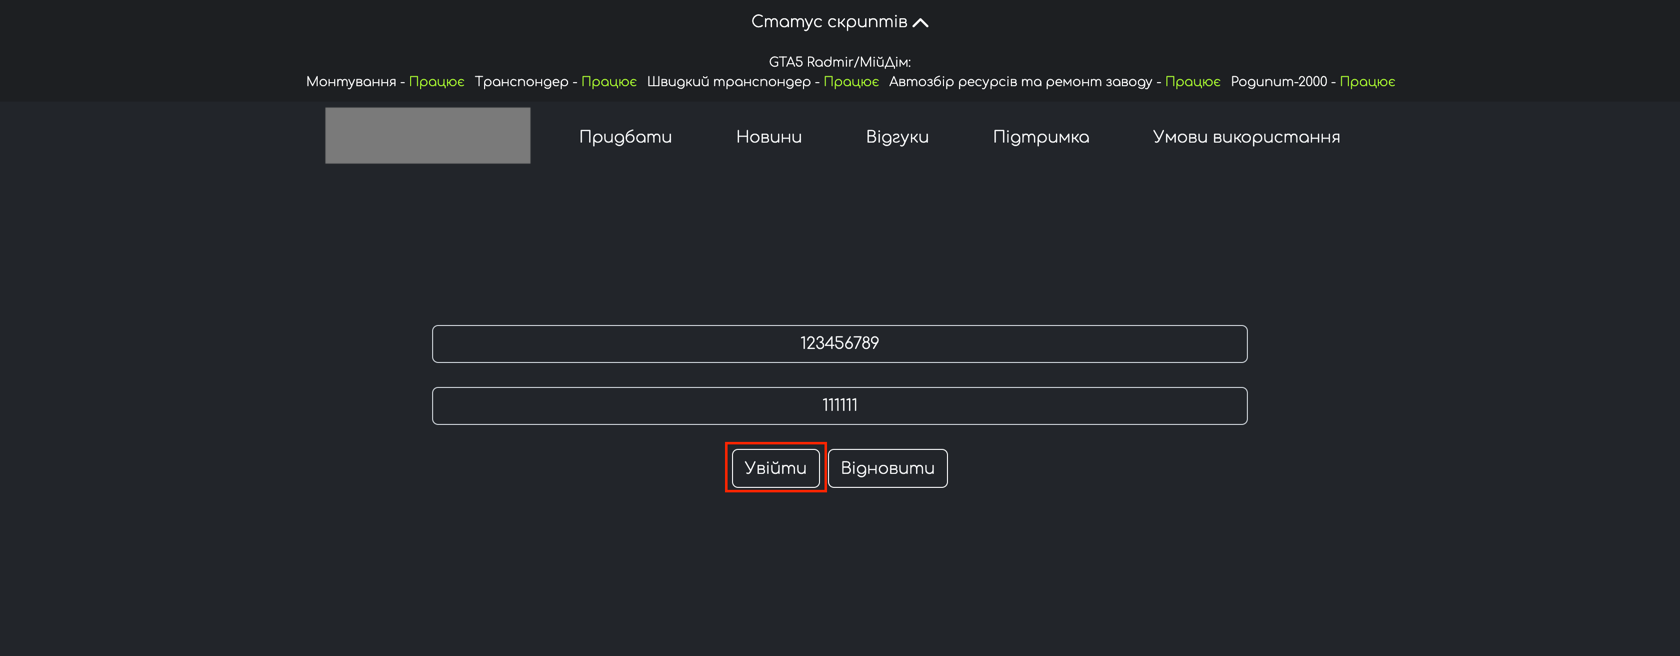 Статус скриптів
GTA5 Radmir/МійДім:
Монтування - Працює Транспондер - Працює Швидкий транспондер - Працює Автозбір ресурсів та ремонт заводу - Працює Родипит-2000 - Працює
Придбати Новини Відгуки Підтримка Умови використання
123456789
111111
Увійти Відновити